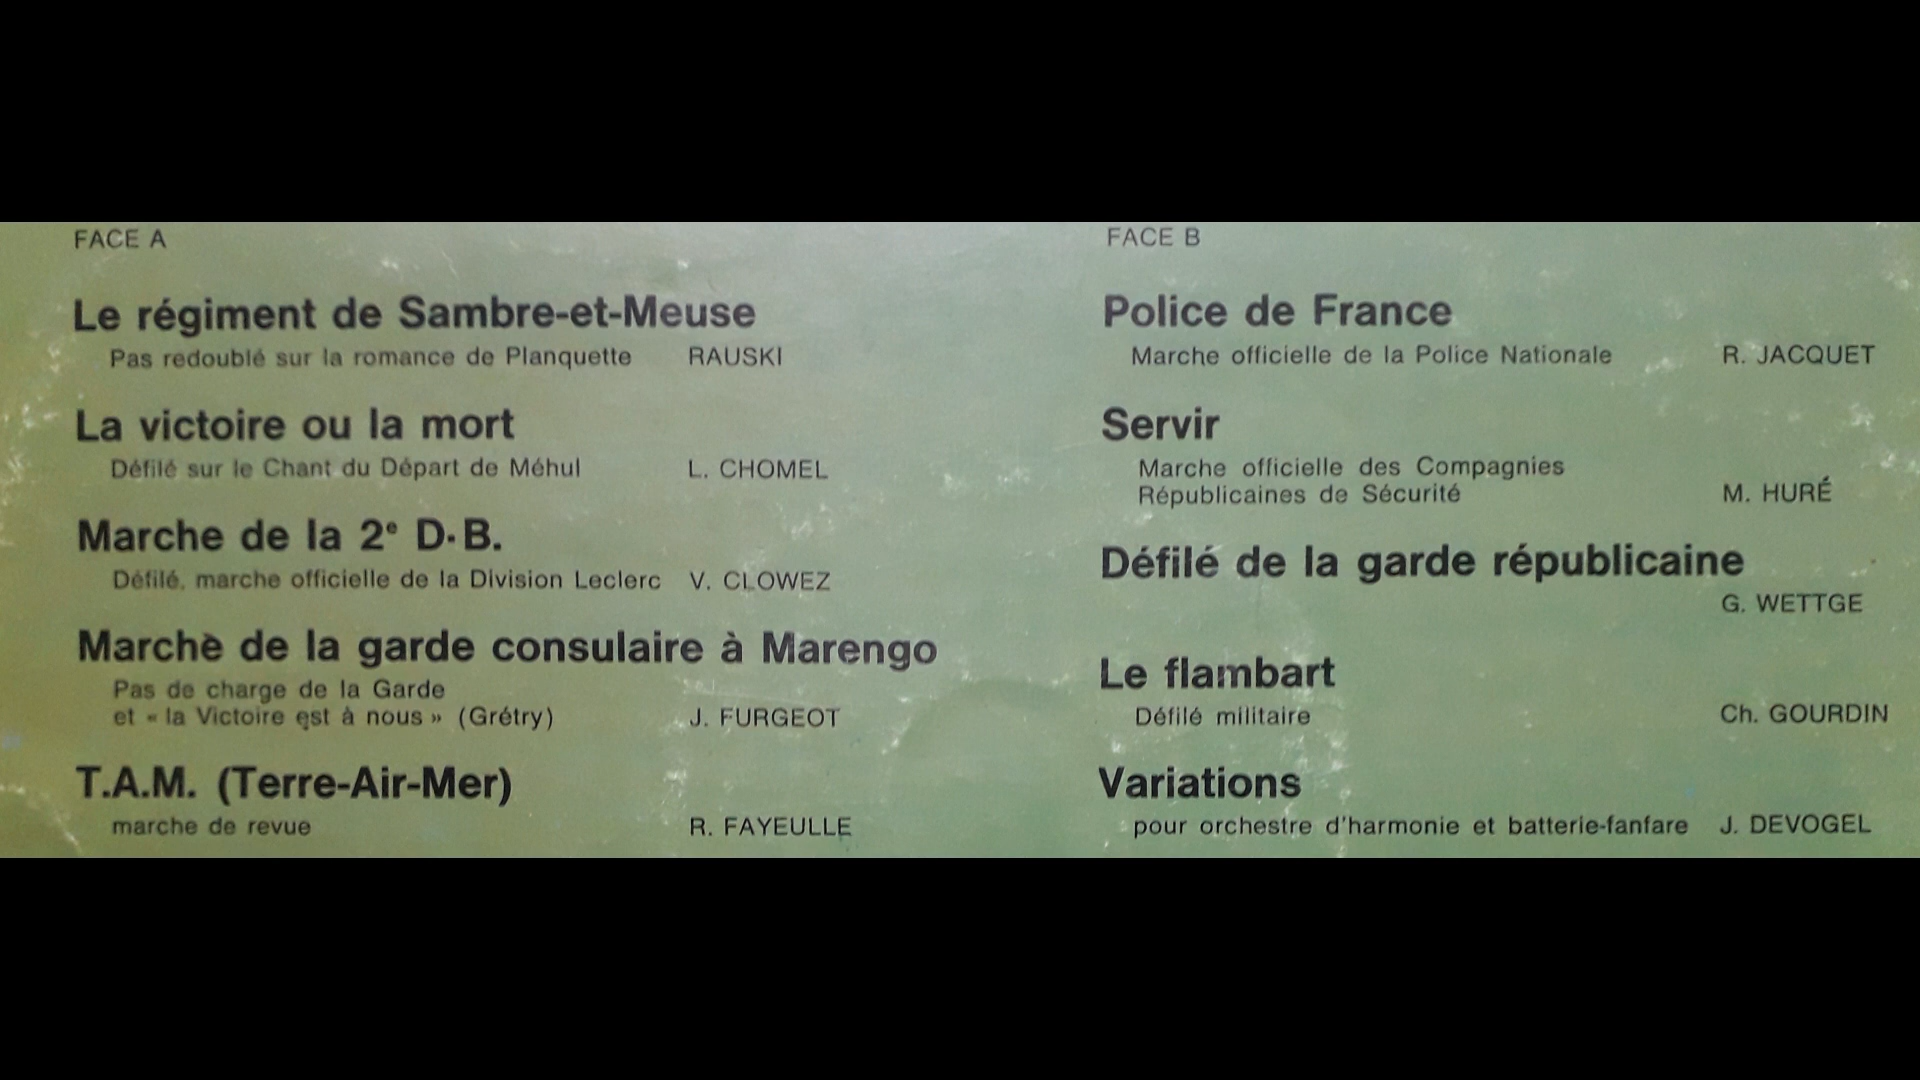 FACE A
Le régiment de Sambre-et-Meuse
Pas redoublé sur la romance de Planquette RAUSKI
La victoire ou la mort
Défilé sur le Chant du Départ de Méhul L. CHOMEL
Marche de la 2e D.B.
Défilé, marche officielle de la Division Leclerc V. CLOWEZ
Marche de la garde consulaire à Marengo
Pas de charge de la Garde
et « la Victoire est à nous » (Grétry) J. FURGEOT
T.A.M. (Terre-Air-Mer)
marche de revue R. FAYEULLE
FACE B
Police de France
Marche officielle de la Police Nationale R. JACQUET
Servir
Marche officielle des Compagnies
Républicaines de Sécurité M. HURÉ
Défilé de la garde républicaine
G. WETTGE
Le flambart
Défilé militaire Ch. GOURDIN
Variations
pour orchestre d'harmonie et batterie-fanfare J. DEVOGEL